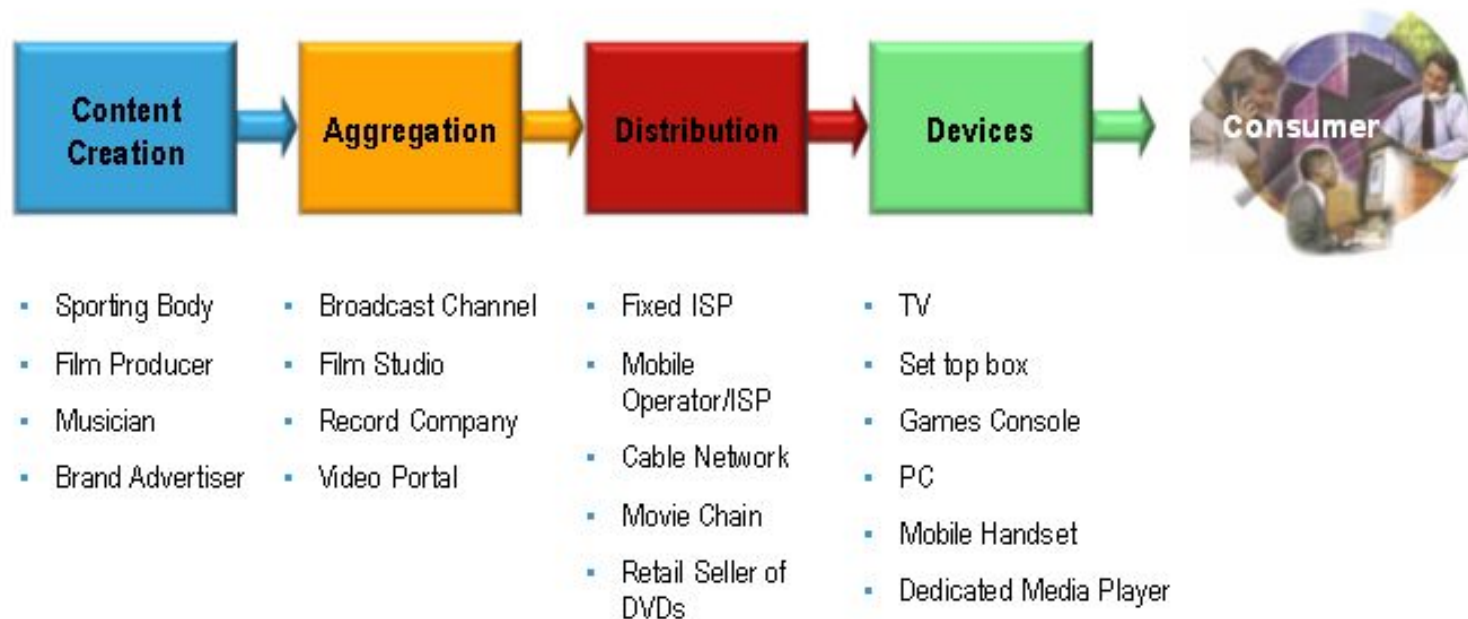 Content
Creation
Aggregation
Distribution
Devices
Consumer
Sporting Body
Film Producer
Musician
Brand Advertiser
Broadcast Channel
Film Studio
Record Company
Video Portal
Fixed ISP
Mobile
Operator/ISP
Cable Network
Movie Chain
Retail Seller of
DVDs
TV
Set top box
Games Console
PC
Mobile Handset
Dedicated Media Player